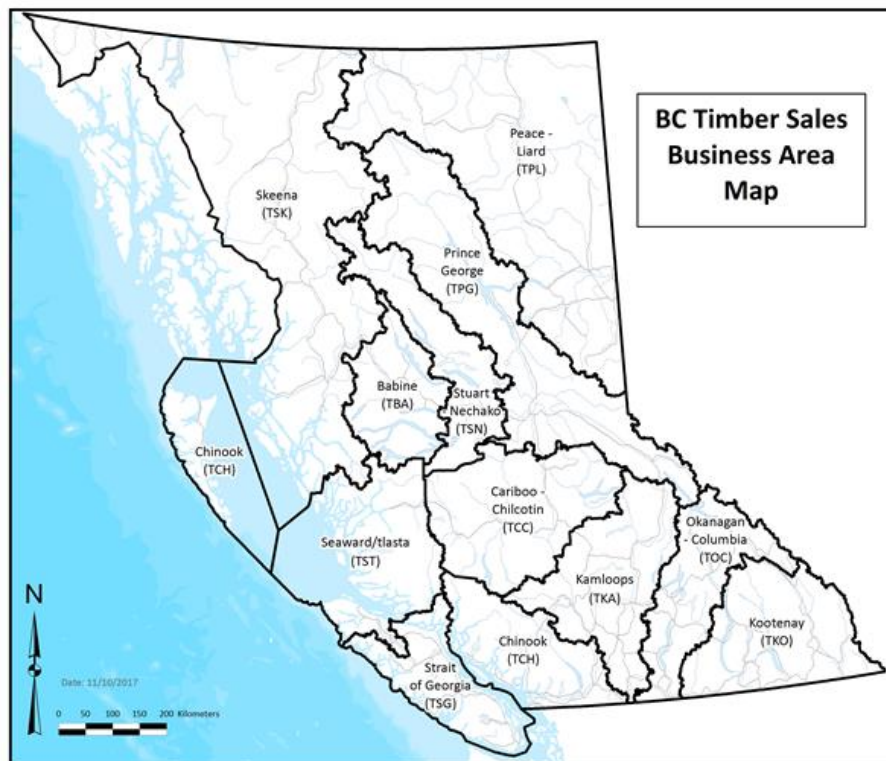 BC Timber Sales
Business Area
Map
Peace -
Liard
(TPL)
Skeena
(TSK)
Prince
George
(TPG)
Babine
(TBA)
Stuart -
Nechako
(TSN)
Chinook
(TCH)
Cariboo -
Chilcotin
(TCC)
Okanagan
- Columbia
(TOC)
Seaward/tlasta
(TST)
Kamloops
(TKA)
Kootenay
(TKO)
Chinook
(TCH)
Strait
of Georgia
(TSG)
N
Date: 11/10/2017
0 50 100 150 200 Kilometers